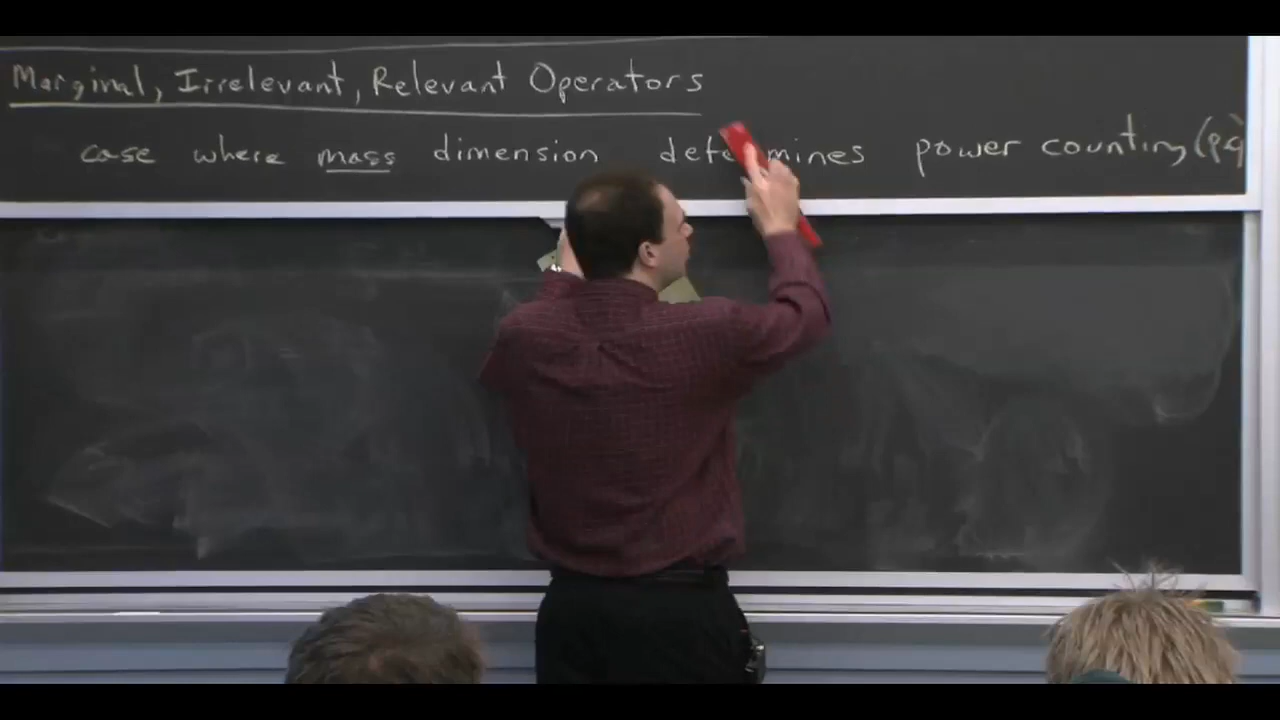 Marginal, Irrelevant, Relevant Operators
case where mass dimension determines power counting